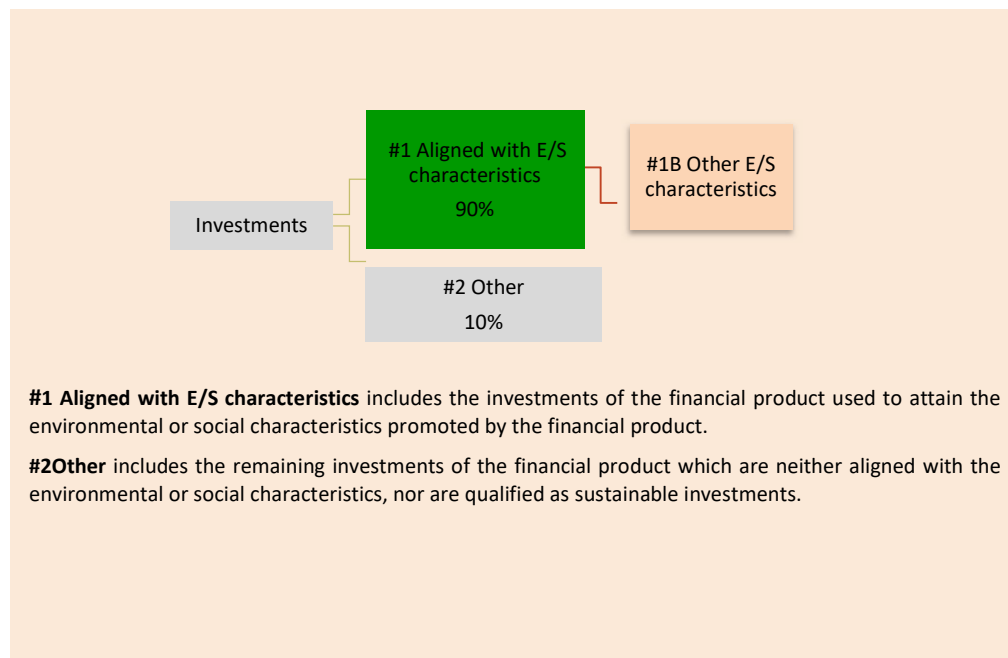 #1 Aligned with E/S
characteristics
90%
#1B Other E/S
characteristics
Investments
#2 Other
10%
#1 Aligned with E/S characteristics includes the investments of the financial product used to attain the
environmental or social characteristics promoted by the financial product.
#2Other includes the remaining investments of the financial product which are neither aligned with the
environmental or social characteristics, nor are qualified as sustainable investments.